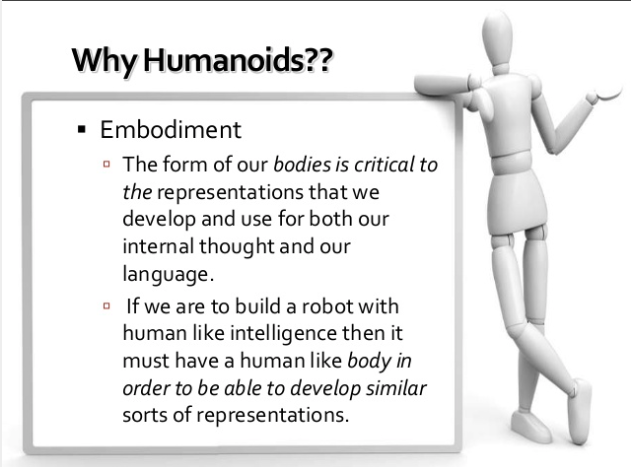 Why Humanoids??
Embodiment
The form of our bodies is critical to
the representations that we
develop and use for both our
internal thought and our
language.
If we are to build a robot with
human like intelligence then it
must have a human like body in
order to be able to develop similar
sorts of representations.